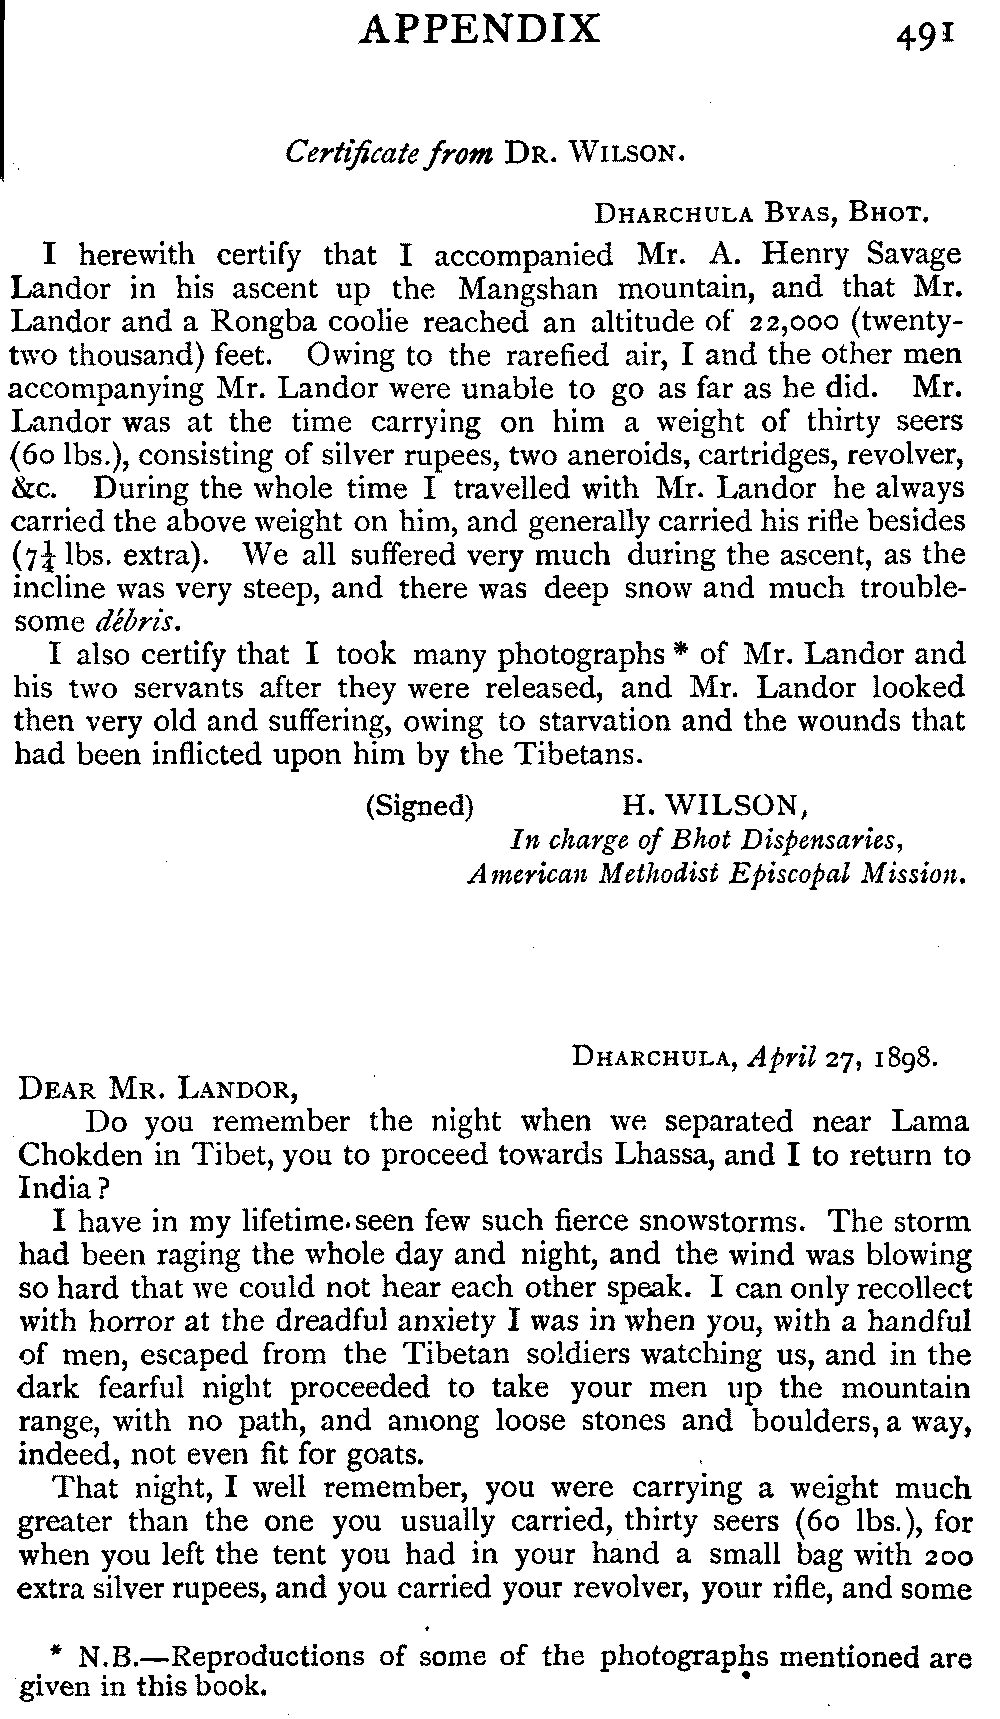 APPENDIX 491
Certificate from DR. WILSON.
DHARCHULA BYAS, BHOT.
I herewith certify that I accompanied Mr. A. Henry Savage
Landor in his ascent up the Mangshan mountain, and that Mr.
Landor and a Rongba coolie reached an altitude of 22,000 (twenty-
two thousand) feet. Owing to the rarefied air, I and the other men
accompanying Mr. Landor were unable to go as far as he did. Mr.
Landor was at the time carrying on him a weight of thirty seers
(60 lbs.), consisting of silver rupees, two aneroids, cartridges, revolver,
&c. During the whole time I travelled with Mr. Landor he always
carried the above weight on him, and generally carried his rifle besides
(7¼ lbs. extra). We all suffered very much during the ascent, as the
incline was very steep, and there was deep snow and much trouble-
some débris.
I also certify that I took many photographs * of Mr. Landor and
his two servants after they were released, and Mr. Landor looked
then very old and suffering, owing to starvation and the wounds that
had been inflicted upon him by the Tibetans.
(Signed) H. WILSON,
In charge of Bhot Dispensaries,
American Methodist Episcopal Mission.
DHARCHULA, April 27, 1898.
DEAR MR. LANDOR,
Do you remember the night when we separated near Lama
Chokden in Tibet, you to proceed towards Lhassa, and I to return to
India?
I have in my lifetime seen few such fierce snowstorms. The storm
had been raging the whole day and night, and the wind was blowing
so hard that we could not hear each other speak. I can only recollect
with horror at the dreadful anxiety I was in when you, with a handful
of men, escaped from the Tibetan soldiers watching us, and in the
dark fearful night proceeded to take your men up the mountain
range, with no path, and among loose stones and boulders, a way,
indeed, not even fit for goats.
That night, I well remember, you were carrying a weight much
greater than the one you usually carried, thirty seers (60 lbs.), for
when you left the tent you had in your hand a small bag with 200
extra silver rupees, and you carried your revolver, your rifle, and some
* N.B.—Reproductions of some of the photographs mentioned are
given in this book.